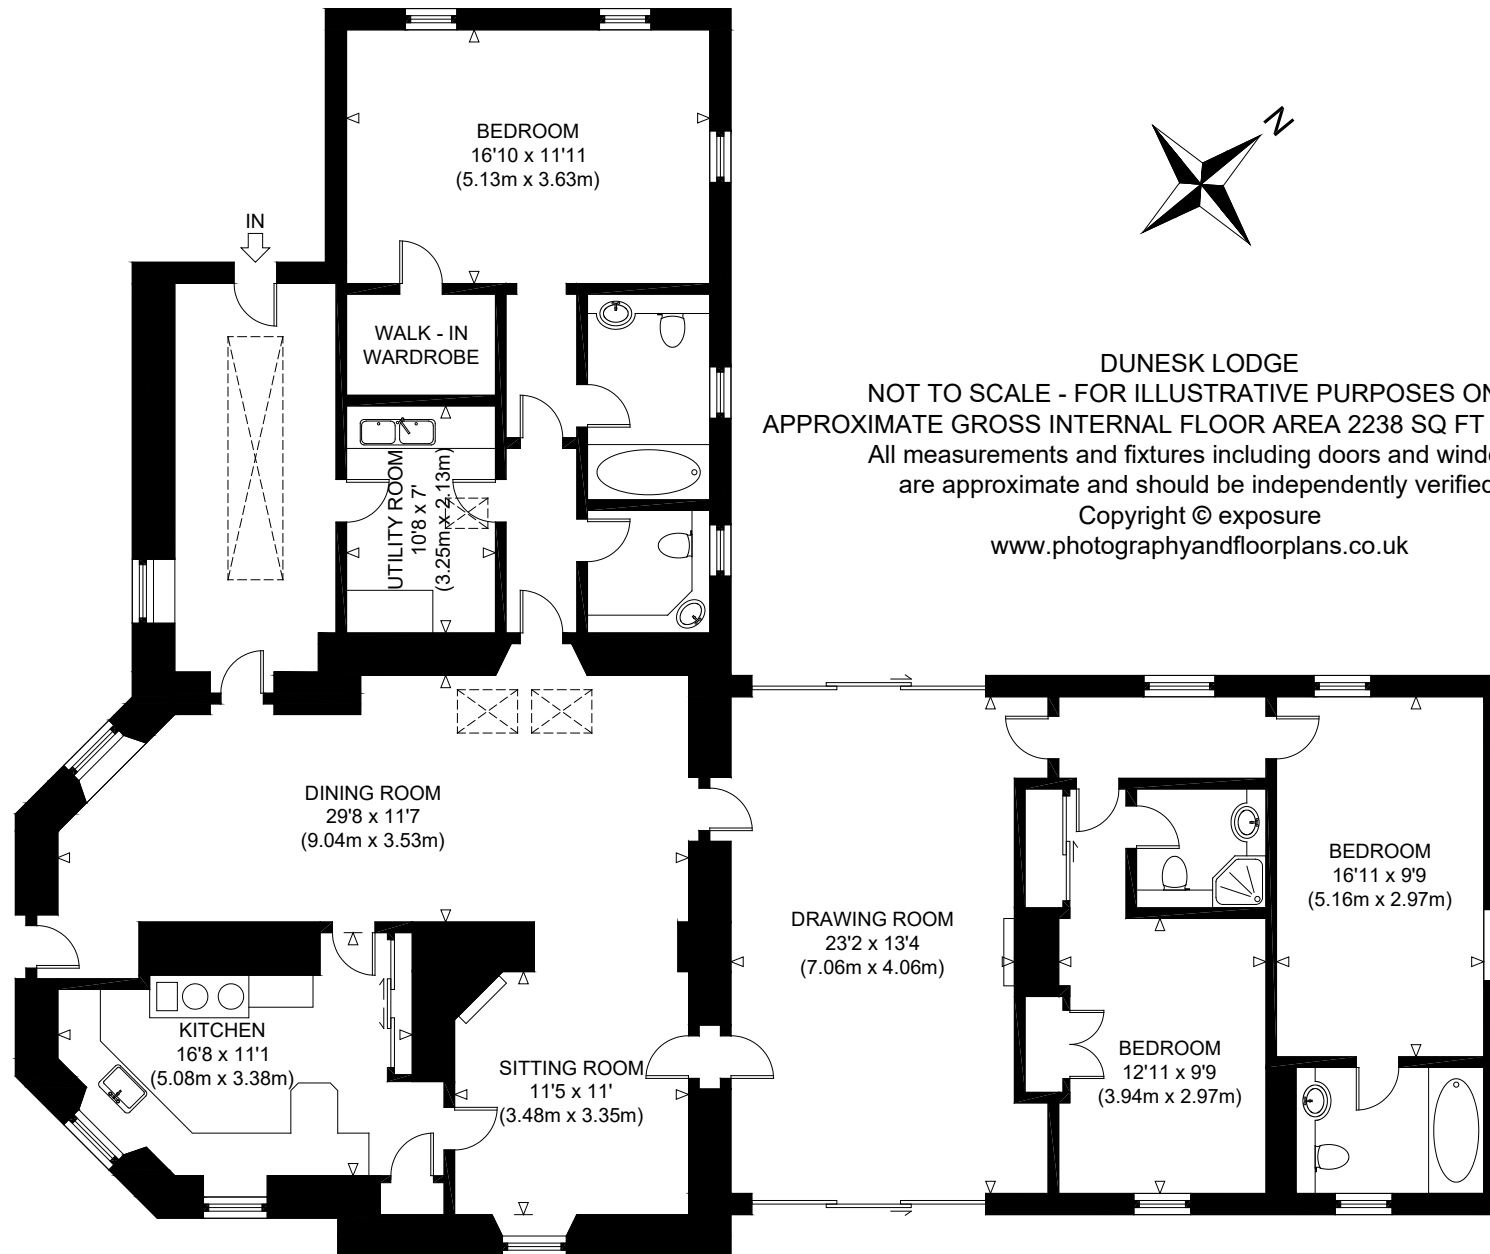 BEDROOM
16'10 x 11'11
(5.13m x 3.63m)
N
IN
WALK - IN
WARDROBE
DUNESK LODGE
NOT TO SCALE - FOR ILLUSTRATIVE PURPOSES
APPROXIMATE GROSS INTERNAL FLOOR AREA 2238 SQ FT
All measurements and fixtures including doors and
are approximate and should be independently verified
Copyright © exposure
www.photographyandfloorplans.co.uk
UTILITY ROOM
10'8 x 7'
(3.25m x 2.13m)
DINING ROOM
29'8 x 11'7
(9.04m x 3.53m)
BEDROOM
16'11 x 9'9
(5.16m x 2.97m)
DRAWING ROOM
23'2 x 13'4
(7.06m x 4.06m)
KITCHEN
16'8 x 11'1
(5.08m x 3.38m)
SITTING ROOM
11'5 x 11'
(3.48m x 3.35m)
BEDROOM
12'11 x 9'9
(3.94m x 2.97m)